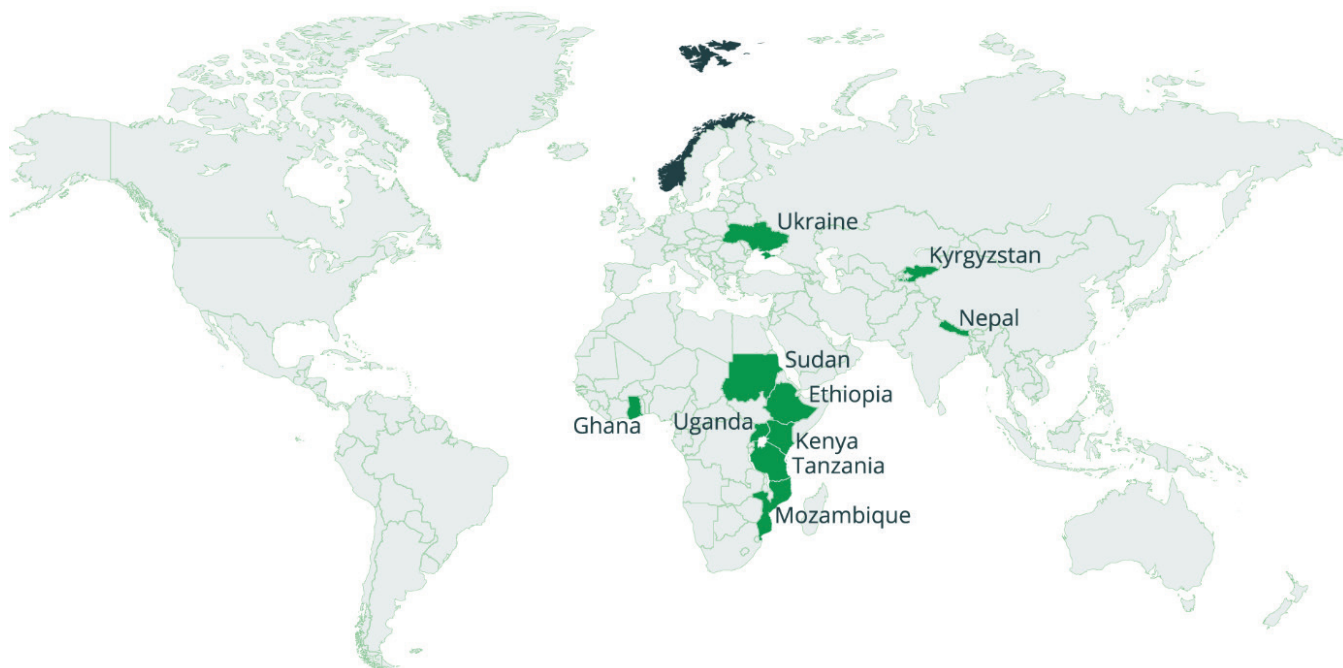 Ukraine
Kyrgyzstan
Nepal
Sudan
Ethiopia
Ghana
Uganda
Kenya
Tanzania
Mozambique